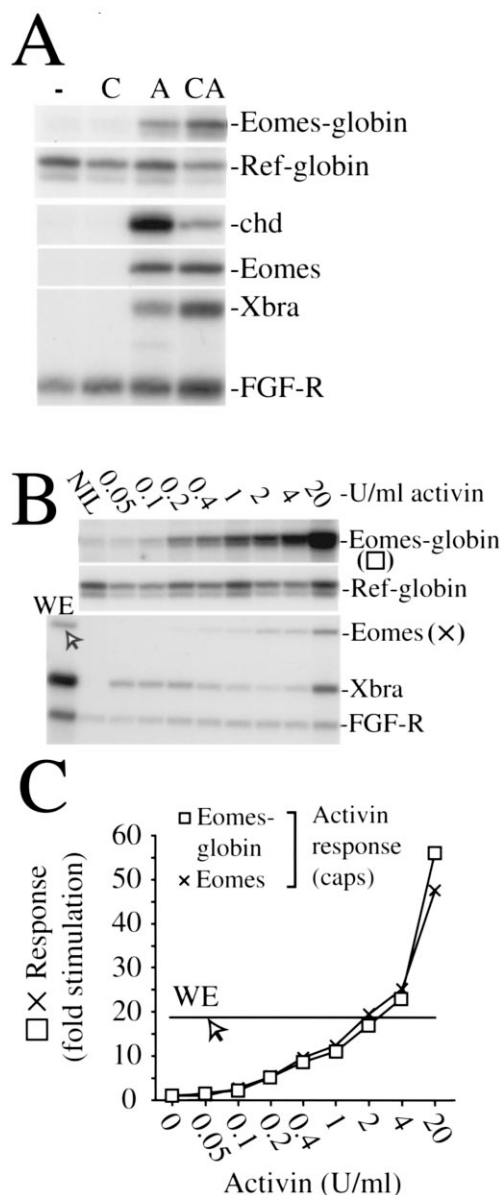 A
- C A CA
-Eomes-globin
-Ref-globin
-chd
-Eomes
-Xbra
-FGF-R
B
NIL 0.05 0.1 0.2 0.4 1 2 4 20 -U/ml activin
-Eomes-globin
(□)
-Ref-globin
WE
-Eomes (×)
-Xbra
-FGF-R
C
□ × Response
(fold stimulation)
60
50
40
30
20
10
0
□ Eomes-
globin
× Eomes
Activin
response
(caps)
WE
0 0.05 0.1 0.2 0.4 1 2 4 20
Activin (U/ml)